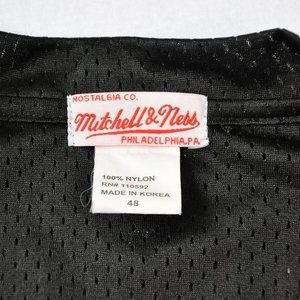 NOSTALGIA CO.
Mitchell & Ness
PHILADELPHIA, PA.
100% NYLON
RN# 110592
MADE IN KOREA
48